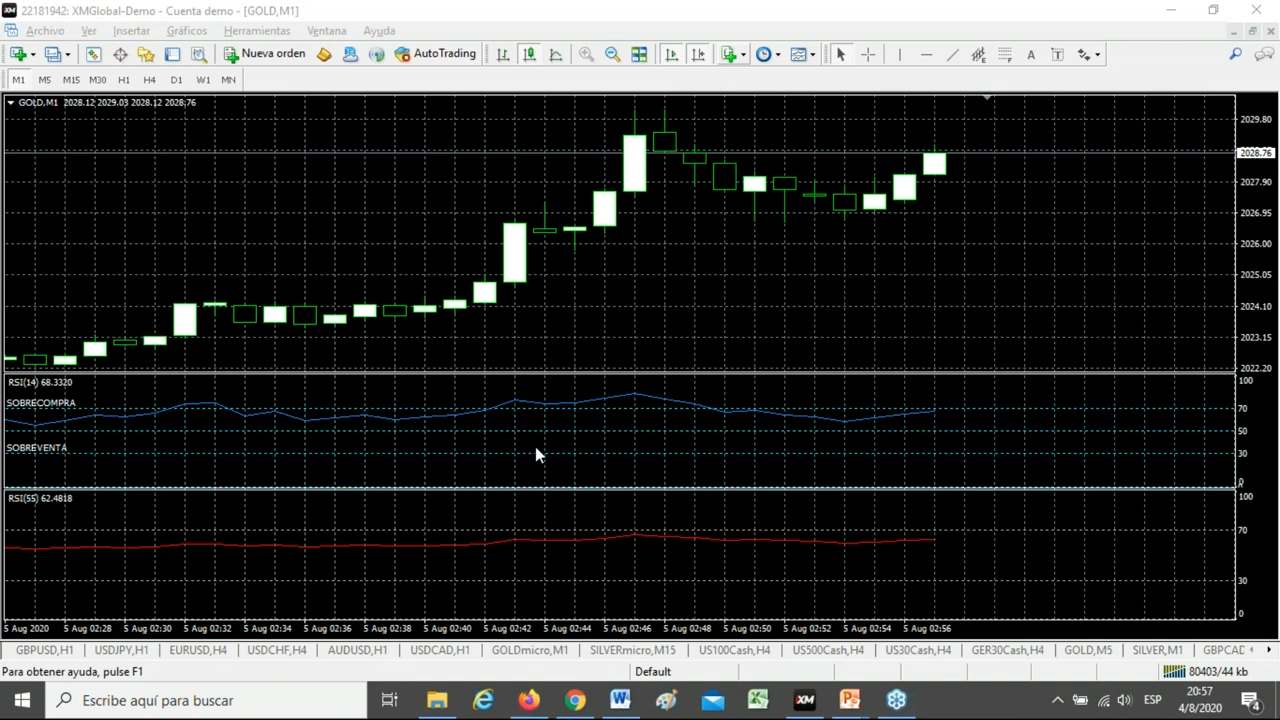 22181942: XMGlobal-Demo - Cuenta demo - [GOLD,M1]
Archivo Ver Insertar Gráficos Herramientas Ventana Ayuda
Nueva orden AutoTrading
M1 M5 M15 M30 H1 H4 D1 W1 MN
GOLD,M1 2028.12 2029.03 2028.12 2028.76
2029.80
2028.76
2027.90
2026.95
2026.00
2025.05
2024.10
2023.15
2022.20
RSI(14) 68.3320
100
SOBRECOMPRA
70
50
SOBREVENTA
30
0
RSI(55) 62.4818
100
70
30
0
5 Aug 2020 5 Aug 02:28 5 Aug 02:30 5 Aug 02:32 5 Aug 02:34 5 Aug 02:36 5 Aug 02:38 5 Aug 02:40 5 Aug 02:42 5 Aug 02:44 5 Aug 02:46 5 Aug 02:48 5 Aug 02:50 5 Aug 02:52 5 Aug 02:54 5 Aug 02:56
GBPUSD,H1 USDJPY,H1 EURUSD,H4 USDCHF,H4 AUDUSD,H1 USDCAD,H1 GOLDmicro,M1 SILVERmicro,M15 US100Cash,H4 US500Cash,H4 US30Cash,H4 GER30Cash,H4 GOLD,M5 SILVER,M1 GBPCAD
Para obtener ayuda, pulse F1 Default 80403/44 kb
Escribe aquí para buscar
ESP
20:57
4/8/2020
4